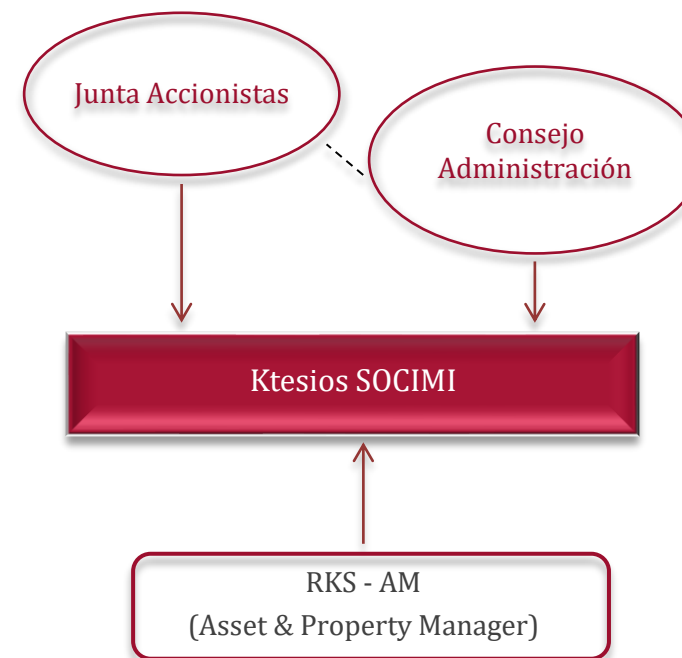 Junta Accionistas
Consejo
Administración
Ktesios SOCIMI
RKS - AM
(Asset & Property Manager)